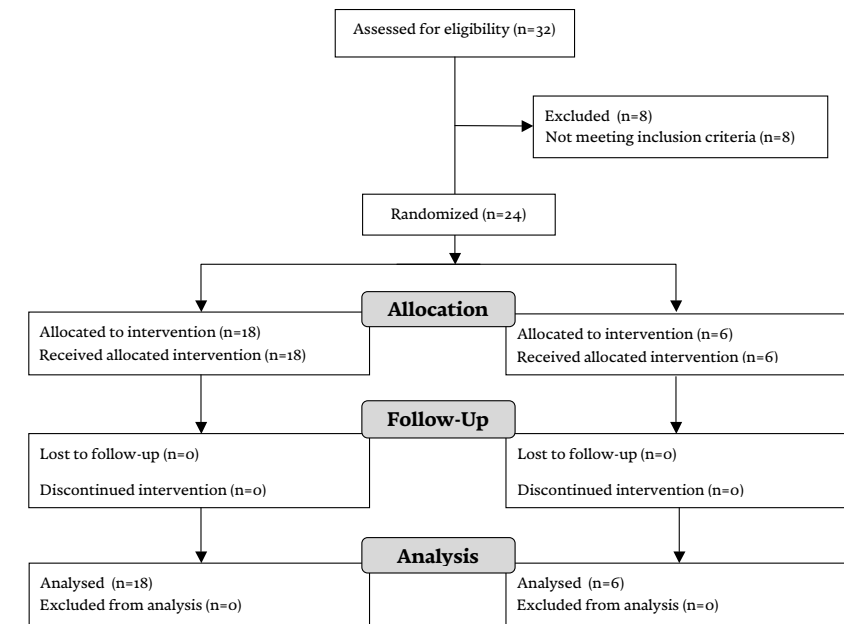 Assessed for eligibility (n=32)
Excluded (n=8)
Not meeting inclusion criteria (n=8)
Randomized (n=24)
Allocation
Allocated to intervention (n=18)
Received allocated intervention (n=18)
Allocated to intervention (n=6)
Received allocated intervention (n=6)
Follow-Up
Lost to follow-up (n=0)
Discontinued intervention (n=0)
Lost to follow-up (n=0)
Discontinued intervention (n=0)
Analysis
Analysed (n=18)
Excluded from analysis (n=0)
Analysed (n=6)
Excluded from analysis (n=0)